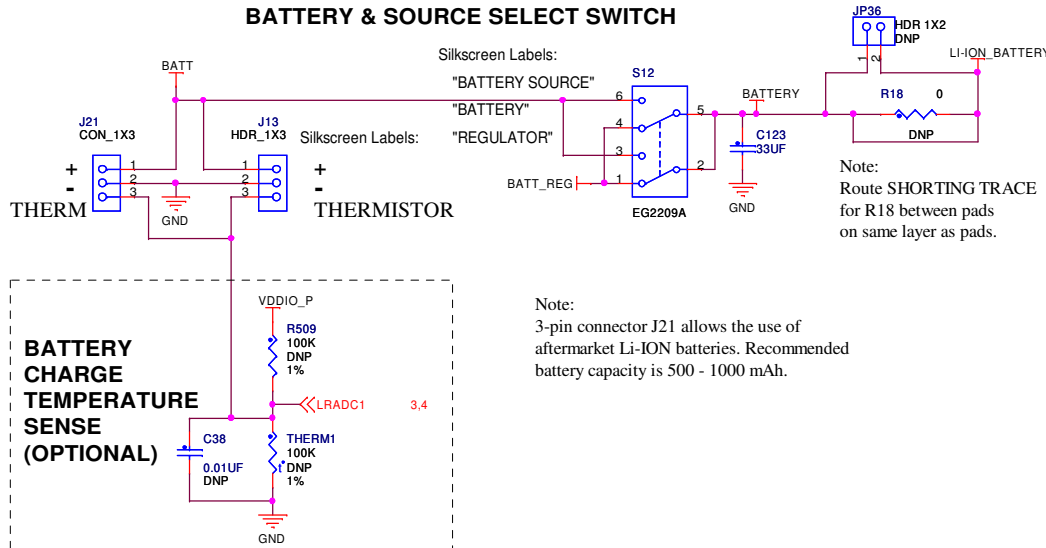 BATTERY & SOURCE SELECT SWITCH
JP36
HDR 1X2
DNP
1
2
LI-ION_BATTERY
Silkscreen Labels:
"BATTERY SOURCE"
"BATTERY"
"REGULATOR"
BATT
S12
6
4
3
1
5
2
EG2209A
BATTERY
R18
0
DNP
C123
.33UF
GND
BATT_REG
J21
CON_1X3
J13
HDR_1X3
Silkscreen Labels:
1
2
3
1
2
3
+
-
THERM
+
-
THERMISTOR
GND
Note:
Route SHORTING TRACE
for R18 between pads
on same layer as pads.
Note:
3-pin connector J21 allows the use of
aftermarket Li-ION batteries. Recommended
battery capacity is 500 - 1000 mAh.
BATTERY
CHARGE
TEMPERATURE
SENSE
(OPTIONAL)
VDDIO_P
R509
100K
DNP
1%
LRADC1
3,4
C38
0.01UF
DNP
THERM1
100K
t° DNP
1%
GND